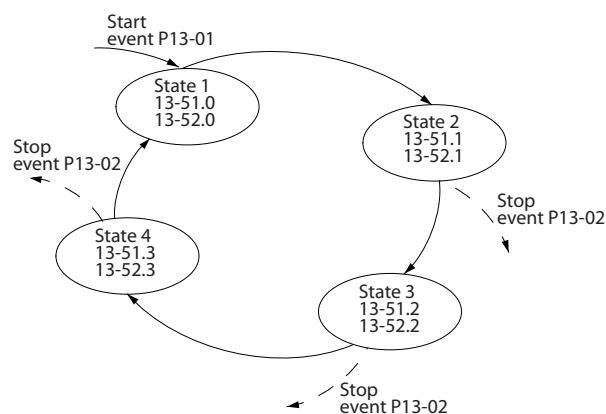 Start
event P13-01
State 1
13-51.0
13-52.0
State 2
13-51.1
13-52.1
Stop
event P13-02
Stop
event P13-02
State 4
13-51.3
13-52.3
State 3
13-51.2
13-52.2
Stop
event P13-02